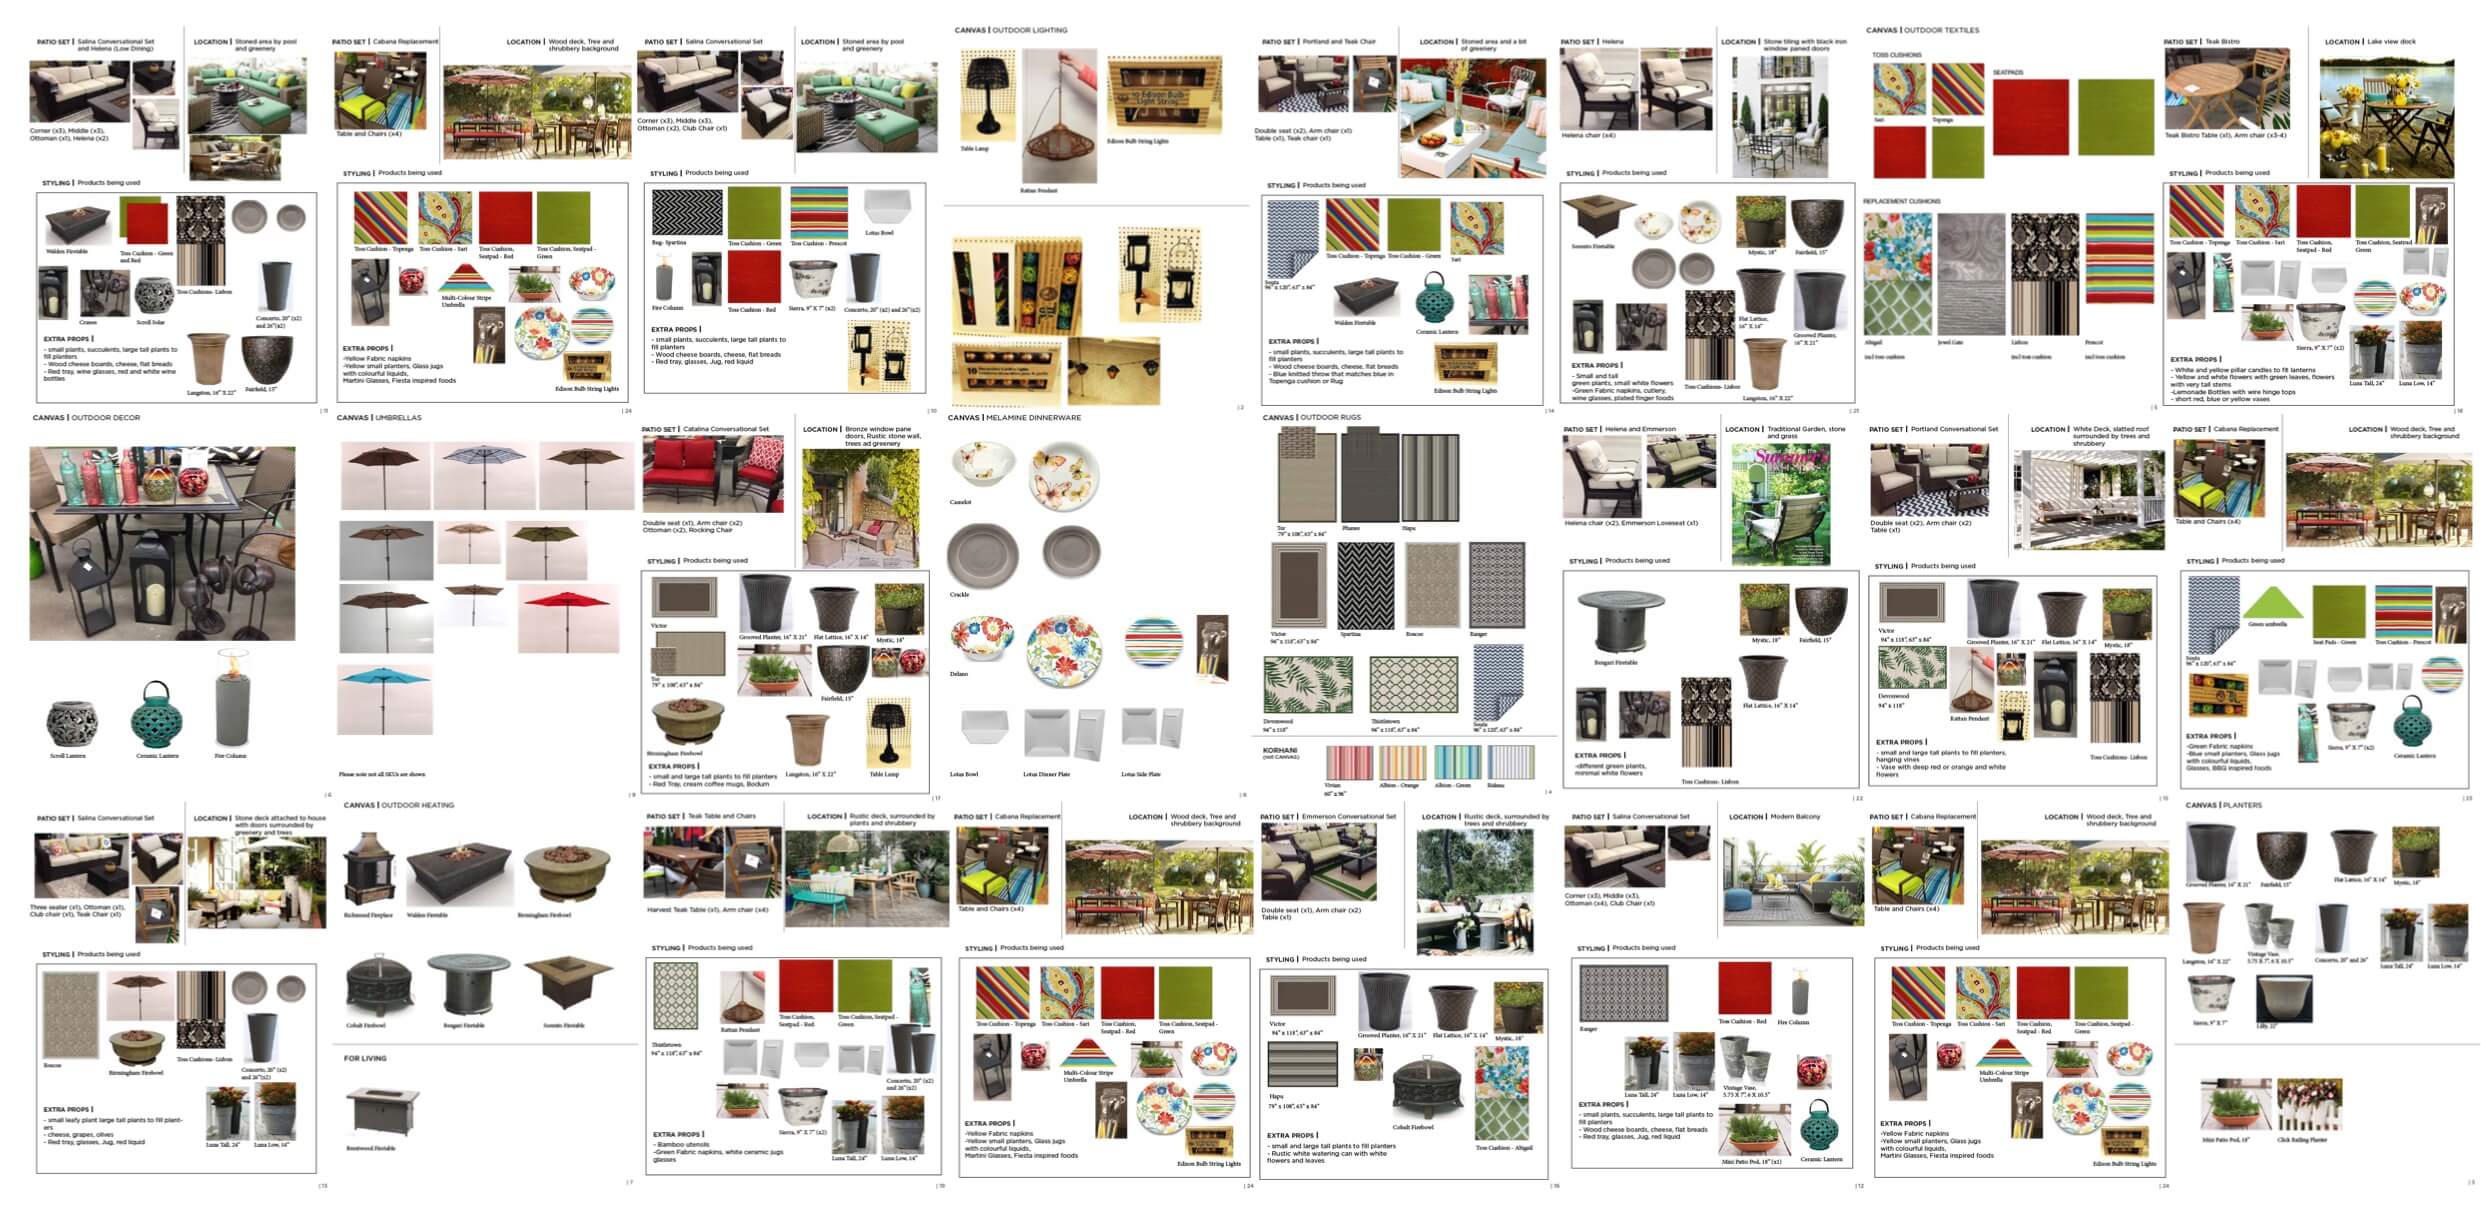 PATIO SET | Salina Conversational Set
and Helena (Low Dining)
LOCATION | Stoned area by pool
and greenery
Corner (x3), Middle (x3),
Ottoman (x1), Helena (x2)
STYLING | Products being used
Walden Firetable
Toss Cushion - Green
and Red
Toss Cushions- Lisbon
Cranes
Scroll Solar
Concerto, 20" (x2)
and 26"(x2)
EXTRA PROPS |
- small plants, succulents, large tall plants to
fill planters
- Wood cheese boards, cheese, flat breads
- Red tray, wine glasses, red and white wine
bottles
Langston, 16" X 22"
Fairfield, 15"
| 11
PATIO SET | Cabana Replacement
LOCATION | Wood deck, Tree and
shrubbery background
Table and Chairs (x4)
STYLING | Products being used
Toss Cushion - Topenga
Toss Cushion - Sari
Toss Cushion,
Seatpad - Red
Toss Cushion, Seatpad -
Green
Multi-Colour Stripe
Umbrella
EXTRA PROPS |
-Yellow Fabric napkins
-Yellow small planters, Glass jugs
with colourful liquids,
Martini Glasses, Fiesta inspired foods
Edison Bulb String Lights
| 24
PATIO SET | Salina Conversational Set
LOCATION | Stoned area by pool
and greenery
Corner (x3), Middle (x3),
Ottoman (x2), Club Chair (x1)
STYLING | Products being used
Rug- Spartina
Toss Cushion - Green
Toss Cushion - Prescot
Lotus Bowl
Fire Column
Toss Cushion - Red
Sierra, 9" X 7" (x2)
Concerto, 20" (x2) and 26"(x2)
EXTRA PROPS |
- small plants, succulents, large tall plants to
fill planters
- Wood cheese boards, cheese, flat breads
- Red tray, glasses, Jug, red liquid
| 10
CANVAS | OUTDOOR LIGHTING
Table Lamp
Rattan Pendant
Edison Bulb String Lights
| 2
PATIO SET | Portland and Teak Chair
LOCATION | Stoned area and a bit
of greenery
Double seat (x2), Arm chair (x1)
Table (x1), Teak chair (x1)
STYLING | Products being used
Toss Cushion - Topenga
Toss Cushion - Green
Sari
96" x 120", 63" x 84"
Walden Firetable
Ceramic Lantern
EXTRA PROPS |
- small plants, succulents, large tall plants to
fill planters
- Wood cheese boards, cheese, flat breads
- Blue knitted throw that matches blue in
Topenga cushion or Rug
Edison Bulb String Lights
| 14
PATIO SET | Helena
LOCATION | Stone tiling with black iron
window paned doors
Helena chair (x4)
STYLING | Products being used
Sorento Firetable
Mystic, 18"
Fairfield, 15"
Flat Lattice,
16" X 14"
Grooved Planter,
16" X 21"
Toss Cushions- Lisbon
Langston, 16" X 22"
EXTRA PROPS |
- Small and tall
green plants, small white flowers
-Green Fabric napkins, cutlery,
wine glasses, plated finger foods
| 21
CANVAS | OUTDOOR TEXTILES
TOSS CUSHIONS
SEATPADS
Sari
Topenga
REPLACEMENT CUSHIONS
Abigail
Jewel Gate
Lisbon
Prescot
incl toss cushion
incl toss cushion
incl toss cushion
| 5
PATIO SET | Teak Bistro
LOCATION | Lake view dock
Teak Bistro Table (x1), Arm chair (x3-4)
STYLING | Products being used
Toss Cushion - Topenga
Toss Cushion - Sari
Toss Cushion,
Seatpad - Red
Toss Cushion, Seatpad
Green
Sierra, 9" X 7" (x2)
Luna Tall, 24"
Luna Low, 14"
EXTRA PROPS |
- White and yellow pillar candles to fit lanterns
- Yellow and white flowers with green leaves, flowers
with very tall stems
-Lemonade Bottles with wire hinge tops
- short red, blue or yellow vases
| 18
CANVAS | OUTDOOR DECOR
Scroll Lantern
Ceramic Lantern
Fire Column
| 6
CANVAS | UMBRELLAS
Please note not all SKUs are shown
| 9
PATIO SET | Catalina Conversational Set
LOCATION | Bronze window pane
doors, Rustic stone wall,
trees ad greenery
Double seat (x1), Arm chair (x2)
Ottoman (x2), Rocking Chair
STYLING | Products being used
Victor
Grooved Planter, 16" X 21"
Flat Lattice, 16" X 14"
Mystic, 18"
Tor
79" x 108", 63" x 84"
Fairfield, 15"
Birmingham Firebowl
Langston, 16" X 22"
Table Lamp
EXTRA PROPS |
- small and large tall plants to fill planters
- Red Tray, cream coffee mugs, Bodum
| 17
CANVAS | MELAMINE DINNERWARE
Camelot
Crackle
Delano
Lotus Bowl
Lotus Dinner Plate
Lotus Side Plate
| 8
CANVAS | OUTDOOR RUGS
Tor
79" x 108", 63" x 84"
Phanes
Haps
Victor
94" x 118", 63" x 84"
Spartina
Roscoe
Ranger
Devonwood
94" x 118"
Thistletown
94" x 118", 63" x 84"
96" x 120", 63" x 84"
KORHANI
(not CANVAS)
Vivian
60" x 96"
Albion - Orange
Albion - Green
Rideau
| 4
PATIO SET | Helena and Emmerson
LOCATION | Traditional Garden, stone
and grass
Summer's
Helena chair (x2), Emmerson Loveseat (x1)
STYLING | Products being used
Bongari Firetable
Mystic, 18"
Fairfield, 15"
Flat Lattice, 16" X 14"
Toss Cushions- Lisbon
EXTRA PROPS |
-different green plants,
minimal white flowers
| 22
PATIO SET | Portland Conversational Set
LOCATION | White Deck, slatted roof
surrounded by trees and
shrubbery
Double seat (x2), Arm chair (x2)
Table (x1)
STYLING | Products being used
Victor
94" x 118", 63" x 84"
Grooved Planter, 16" X 21"
Flat Lattice, 16" X 14"
Mystic, 18"
Devonwood
94" x 118"
Rattan Pendant
Toss Cushions- Lisbon
EXTRA PROPS |
- small and large tall plants to fill planters,
hanging vines
- Vase with deep red or orange and white
flowers
| 15
PATIO SET | Cabana Replacement
LOCATION | Wood deck, Tree and
shrubbery background
Table and Chairs (x4)
STYLING | Products being used
96" x 120", 63" x 84"
Green umbrella
Seat Pads - Green
Toss Cushion - Prescot
Sierra, 9" X 7" (x2)
Ceramic Lantern
EXTRA PROPS |
-Green Fabric napkins
-Blue small planters, Glass jugs
with colourful liquids,
Glasses, BBQ inspired foods
| 23
PATIO SET | Salina Conversational Set
LOCATION | Stone deck attached to house
with doors surrounded by
greenery and trees
Three seater (x1), Ottoman (x1),
Club chair (x1), Teak Chair (x1)
STYLING | Products being used
Roscoe
Birmingham Firebowl
Toss Cushions- Lisbon
Concerto, 20" (x2)
and 26"(x2)
EXTRA PROPS |
- small leafy plant large tall plants to fill plant-
ers
- cheese, grapes, olives
- Red tray, glasses, Jug, red liquid
Luna Tall, 24"
Luna Low, 14"
| 13
CANVAS | OUTDOOR HEATING
Richmond Fireplace
Walden Firetable
Birmingham Firebowl
Cobalt Firebowl
Bongari Firetable
Sorento Firetable
FOR LIVING
Brentwood Firetable
| 7
PATIO SET | Teak Table and Chairs
LOCATION | Rustic deck, surrounded by
plants and shrubbery
Harvest Teak Table (x1), Arm chair (x4)
STYLING | Products being used
Thistletown
94" x 118", 63" x 84"
Rattan Pendant
Toss Cushion,
Seatpad - Red
Toss Cushion, Seatpad -
Green
Concerto, 20" (x2)
and 26"(x2)
Sierra, 9" X 7" (x2)
Luna Tall, 24"
Luna Low, 14"
EXTRA PROPS |
- Bamboo utensils
-Green Fabric napkins, white ceramic jugs
glasses
| 19
PATIO SET | Cabana Replacement
LOCATION | Wood deck, Tree and
shrubbery background
Table and Chairs (x4)
STYLING | Products being used
Toss Cushion - Topenga
Toss Cushion - Sari
Toss Cushion,
Seatpad - Red
Toss Cushion, Seatpad -
Green
Multi-Colour Stripe
Umbrella
EXTRA PROPS |
-Yellow Fabric napkins
-Yellow small planters, Glass jugs
with colourful liquids,
Martini Glasses, Fiesta inspired foods
Edison Bulb String Lights
| 24
PATIO SET | Emmerson Conversational Set
LOCATION | Rustic deck, surrounded by
trees and shrubbery
Double seat (x1), Arm chair (x2)
Table (x1)
STYLING | Products being used
Victor
94" x 118", 63" x 84"
Grooved Planter, 16" X 21"
Flat Lattice, 16" X 14"
Mystic, 18"
Haps
79" x 108", 63" x 84"
Cobalt Firebowl
Toss Cushion - Abigail
EXTRA PROPS |
- small and large tall plants to fill planters
- Rustic white watering can with white
flowers and leaves
| 16
PATIO SET | Salina Conversational Set
LOCATION | Modern Balcony
Corner (x3), Middle (x3),
Ottoman (x4), Club Chair (x1)
STYLING | Products being used
Ranger
Toss Cushion - Red
Fire Column
Luna Tall, 24"
Luna Low, 14"
Vintage Vase,
5.75 X 7", 6 X 10.5"
Mini Patio Pool, 18" (x1)
Ceramic Lantern
EXTRA PROPS |
- small plants, succulents, large tall plants to
fill planters
- Wood cheese boards, cheese, flat breads
- Red tray, glasses, Jug, red liquid
| 12
PATIO SET | Cabana Replacement
LOCATION | Wood deck, Tree and
shrubbery background
Table and Chairs (x4)
STYLING | Products being used
Toss Cushion - Topenga
Toss Cushion - Sari
Toss Cushion,
Seatpad - Red
Toss Cushion, Seatpad -
Green
Multi-Colour Stripe
Umbrella
EXTRA PROPS |
-Yellow Fabric napkins
-Yellow small planters, Glass jugs
with colourful liquids,
Martini Glasses, Fiesta inspired foods
Edison Bulb String Lights
| 24
CANVAS | PLANTERS
Grooved Planter, 16" X 21"
Fairfield, 15"
Flat Lattice, 16" X 14"
Mystic, 18"
Langston, 16" X 22"
Vintage Vase,
5.75 X 7", 6 X 10.5"
Concerto, 20" and 26"
Luna Tall, 24"
Luna Low, 14"
Sierra, 9" X 7"
Lilly, 22"
Mini Patio Pool, 18"
Click Railing Planter
| 3